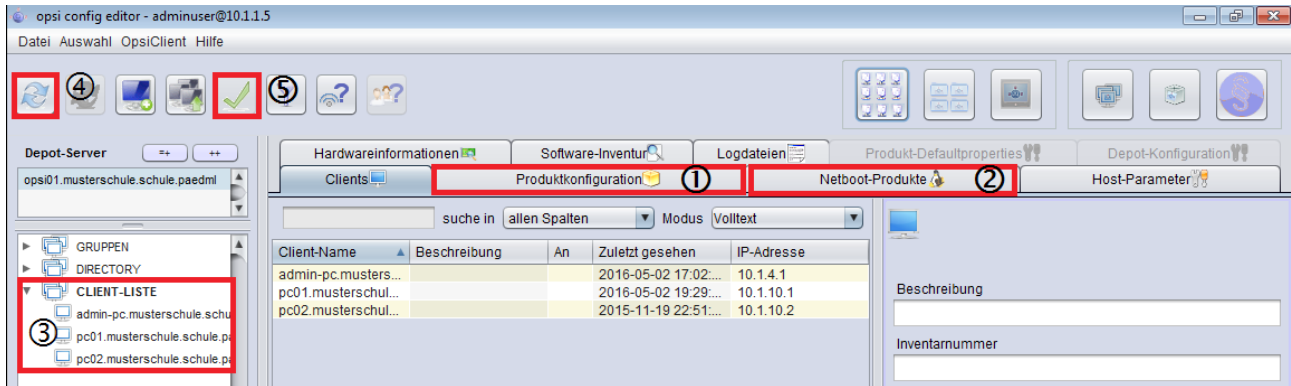 opsi config editor - adminuser@10.1.1.5
Datei Auswahl OpsiClient Hilfe
④ ⑤
Depot-Server =+ ++
opsi01.musterschule.schule.paedml
GRUPPEN
DIRECTORY
CLIENT-LISTE
admin-pc.musterschule.schu
③ pc01.musterschule.schule.pa
pc02.musterschule.schule.pa
Hardwareinformationen Software-Inventur Logdateien Produkt-Defaultproperties Depot-Konfiguration
Clients Produktkonfiguration ① Netboot-Produkte ② Host-Parameter
suche in allen Spalten Modus Volltext
Client-Name Beschreibung An Zuletzt gesehen IP-Adresse
admin-pc.musters... 2016-05-02 17:02:... 10.1.4.1
pc01.musterschul... 2016-05-02 19:29:... 10.1.10.1
pc02.musterschul... 2015-11-19 22:51:... 10.1.10.2
Beschreibung
Inventarnummer